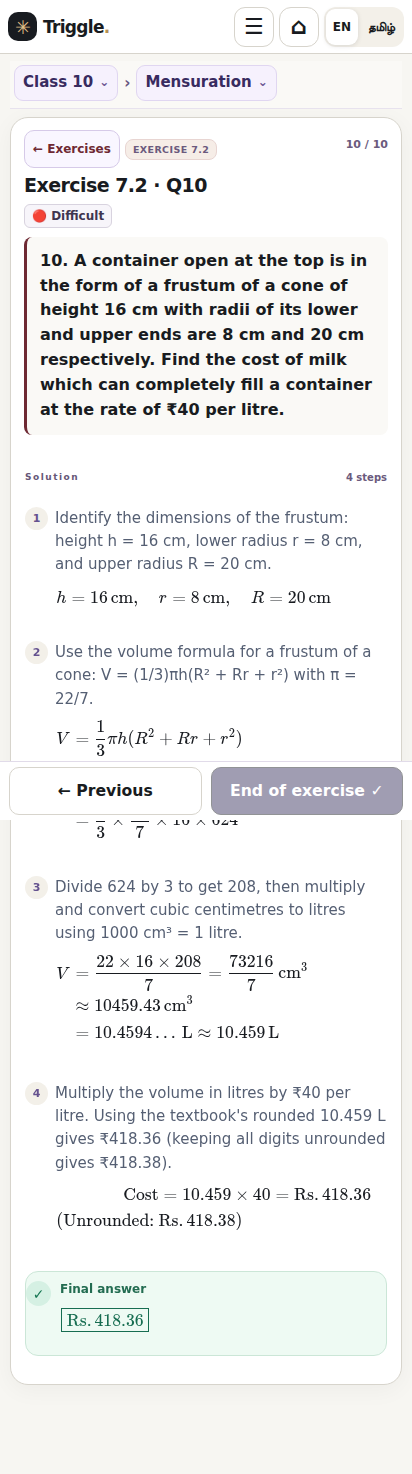 Triggle.
EN தமிழ்
Class 10 › Mensuration
← Exercises EXERCISE 7.2 10 / 10
Exercise 7.2 · Q10
🔴 Difficult
10. A container open at the top is in
the form of a frustum of a cone of
height 16 cm with radii of its lower
and upper ends are 8 cm and 20 cm
respectively. Find the cost of milk
which can completely fill a container
at the rate of ₹40 per litre.
Solution 4 steps
1 Identify the dimensions of the frustum:
height h = 16 cm, lower radius r = 8 cm,
and upper radius R = 20 cm.
h = 16 cm, r = 8 cm, R = 20 cm
2 Use the volume formula for a frustum of a
cone: V = (1/3)πh(R² + Rr + r²) with π =
22/7.
V = 1/3 πh(R² + Rr + r²)
← Previous End of exercise ✓
3 Divide 624 by 3 to get 208, then multiply
and convert cubic centimetres to litres
using 1000 cm³ = 1 litre.
V = (22 × 16 × 208)/7 = 73216/7 cm³
≈ 10459.43 cm³
= 10.4594… L ≈ 10.459 L
4 Multiply the volume in litres by ₹40 per
litre. Using the textbook's rounded 10.459 L
gives ₹418.36 (keeping all digits unrounded
gives ₹418.38).
Cost = 10.459 × 40 = Rs. 418.36
(Unrounded: Rs. 418.38)
✓ Final answer
Rs. 418.36